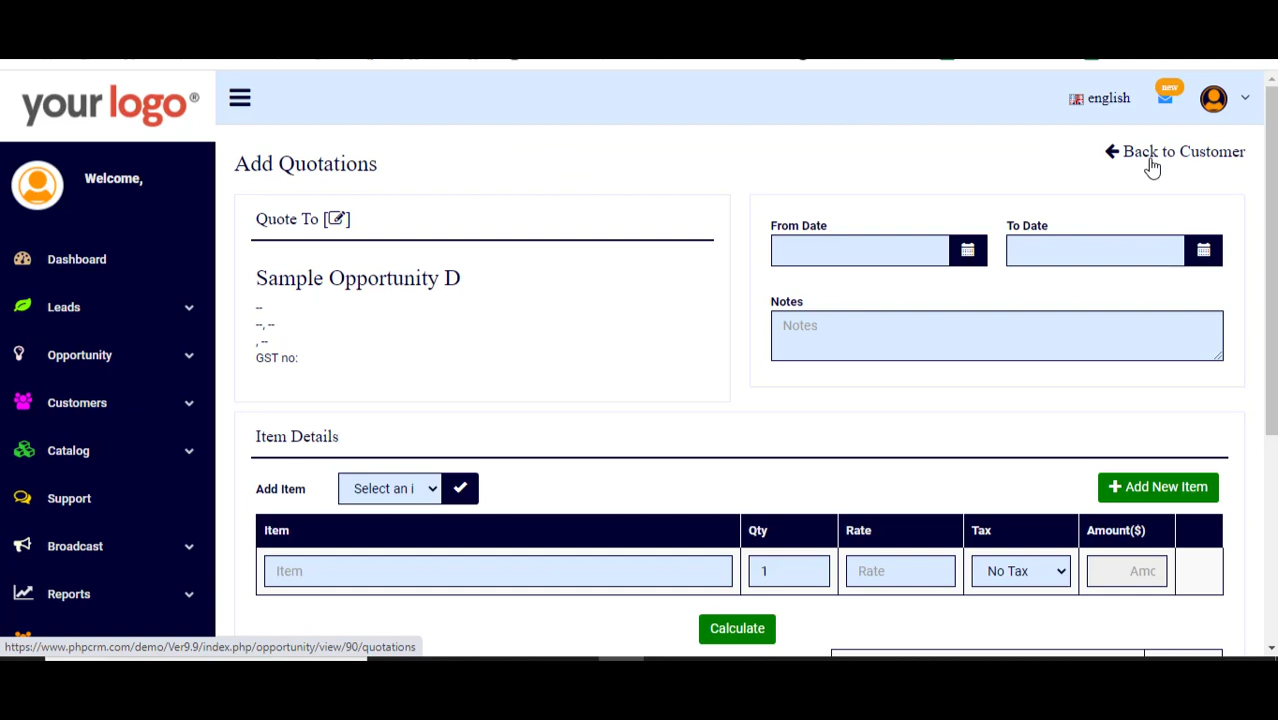 your logo®
english
new
Welcome,
Dashboard
Leads
Opportunity
Customers
Catalog
Support
Broadcast
Reports
Add Quotations
Back to Customer
Quote To []
Sample Opportunity D
--
--, --
, --
GST no:
From Date
To Date
Notes
Notes
Item Details
Add Item
Select an i
Add New Item
Item Qty Rate Tax Amount($)
Item 1 Rate No Tax Amc
Calculate
https://www.phpcrm.com/demo/Ver9.9/index.php/opportunity/view/90/quotations